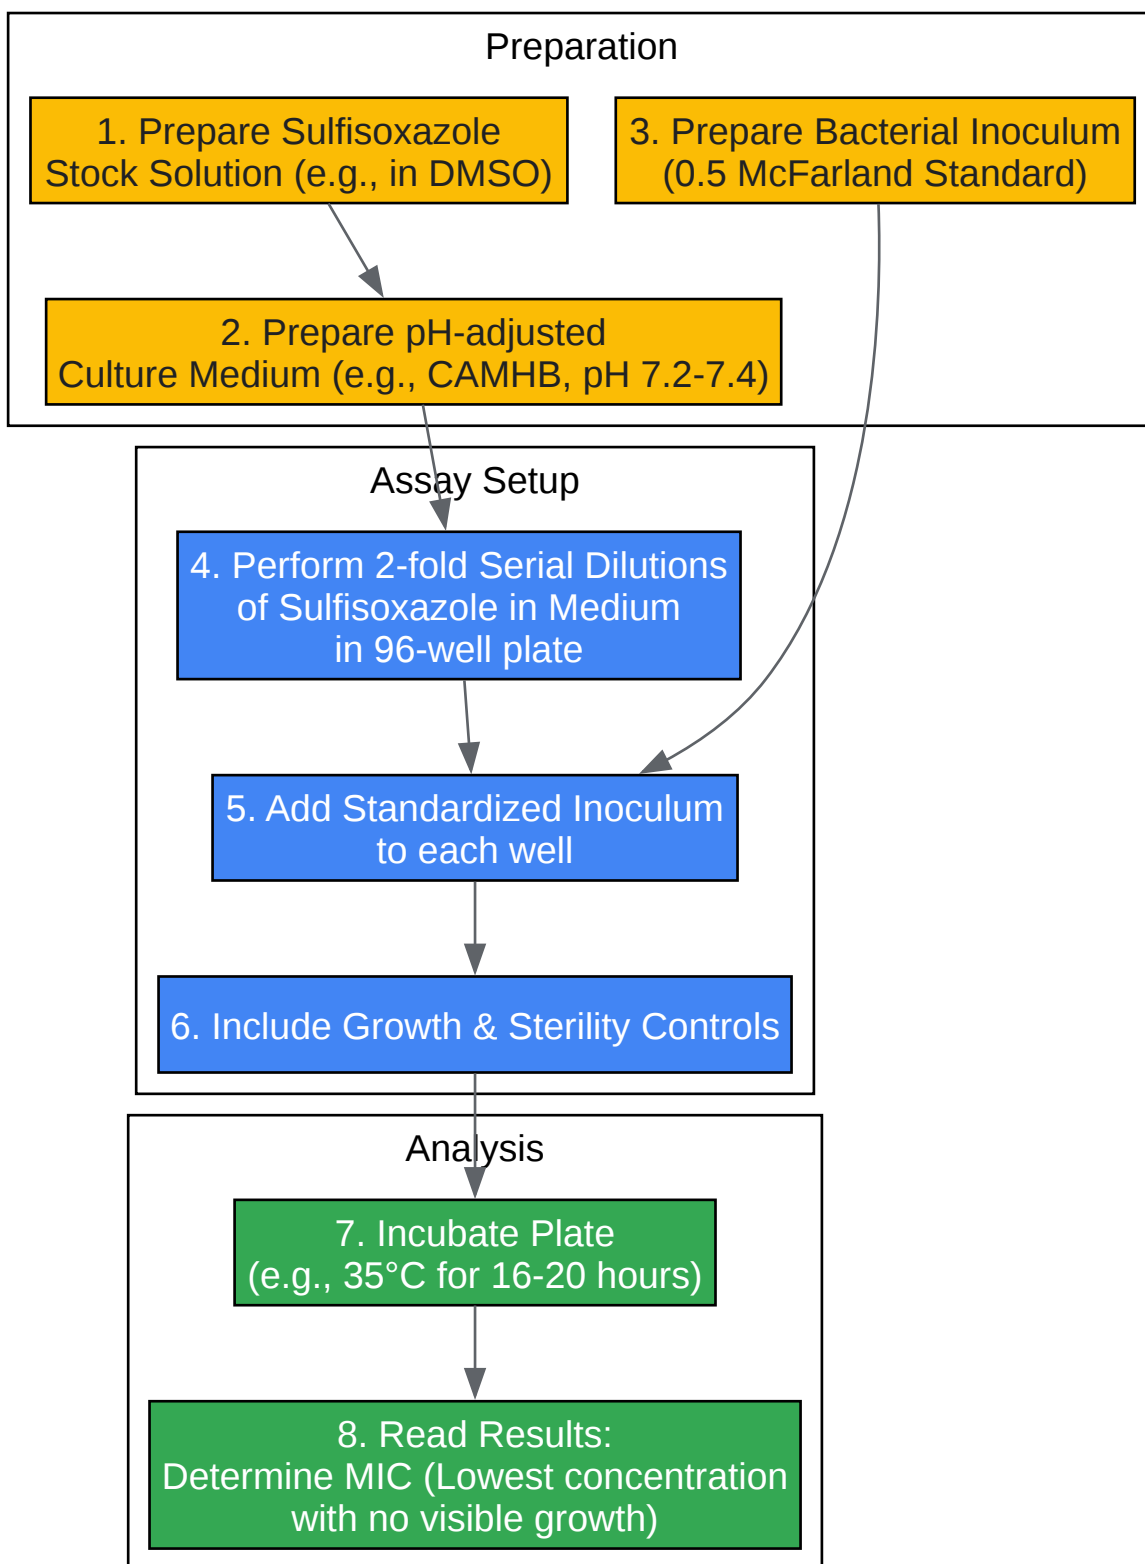 Preparation
1. Prepare Sulfisoxazole
Stock Solution (e.g., in DMSO)
3. Prepare Bacterial Inoculum
(0.5 McFarland Standard)
2. Prepare pH-adjusted
Culture Medium (e.g., CAMHB, pH 7.2-7.4)
Assay Setup
4. Perform 2-fold Serial Dilutions
of Sulfisoxazole in Medium
in 96-well plate
5. Add Standardized Inoculum
to each well
6. Include Growth & Sterility Controls
Analysis
7. Incubate Plate
(e.g., 35°C for 16-20 hours)
8. Read Results:
Determine MIC (Lowest concentration
with no visible growth)